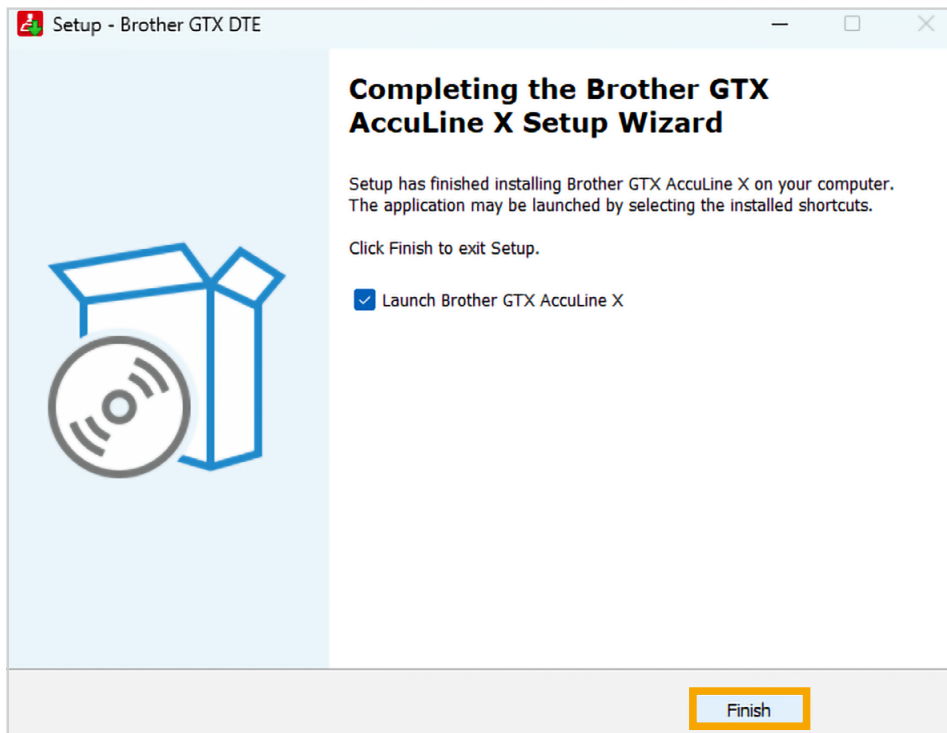 Setup - Brother GTX DTE
Completing the Brother GTX
AccuLine X Setup Wizard
Setup has finished installing Brother GTX AccuLine X on your computer.
The application may be launched by selecting the installed shortcuts.
Click Finish to exit Setup.
Launch Brother GTX AccuLine X
Finish